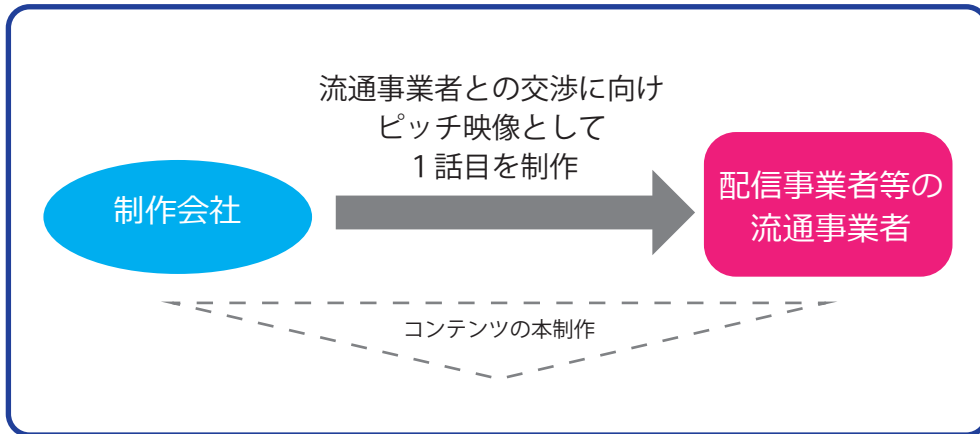 流通事業者との交渉に向け
ピッチ映像として
１話目を制作
制作会社
配信事業者等の
流通事業者
コンテンツの本制作